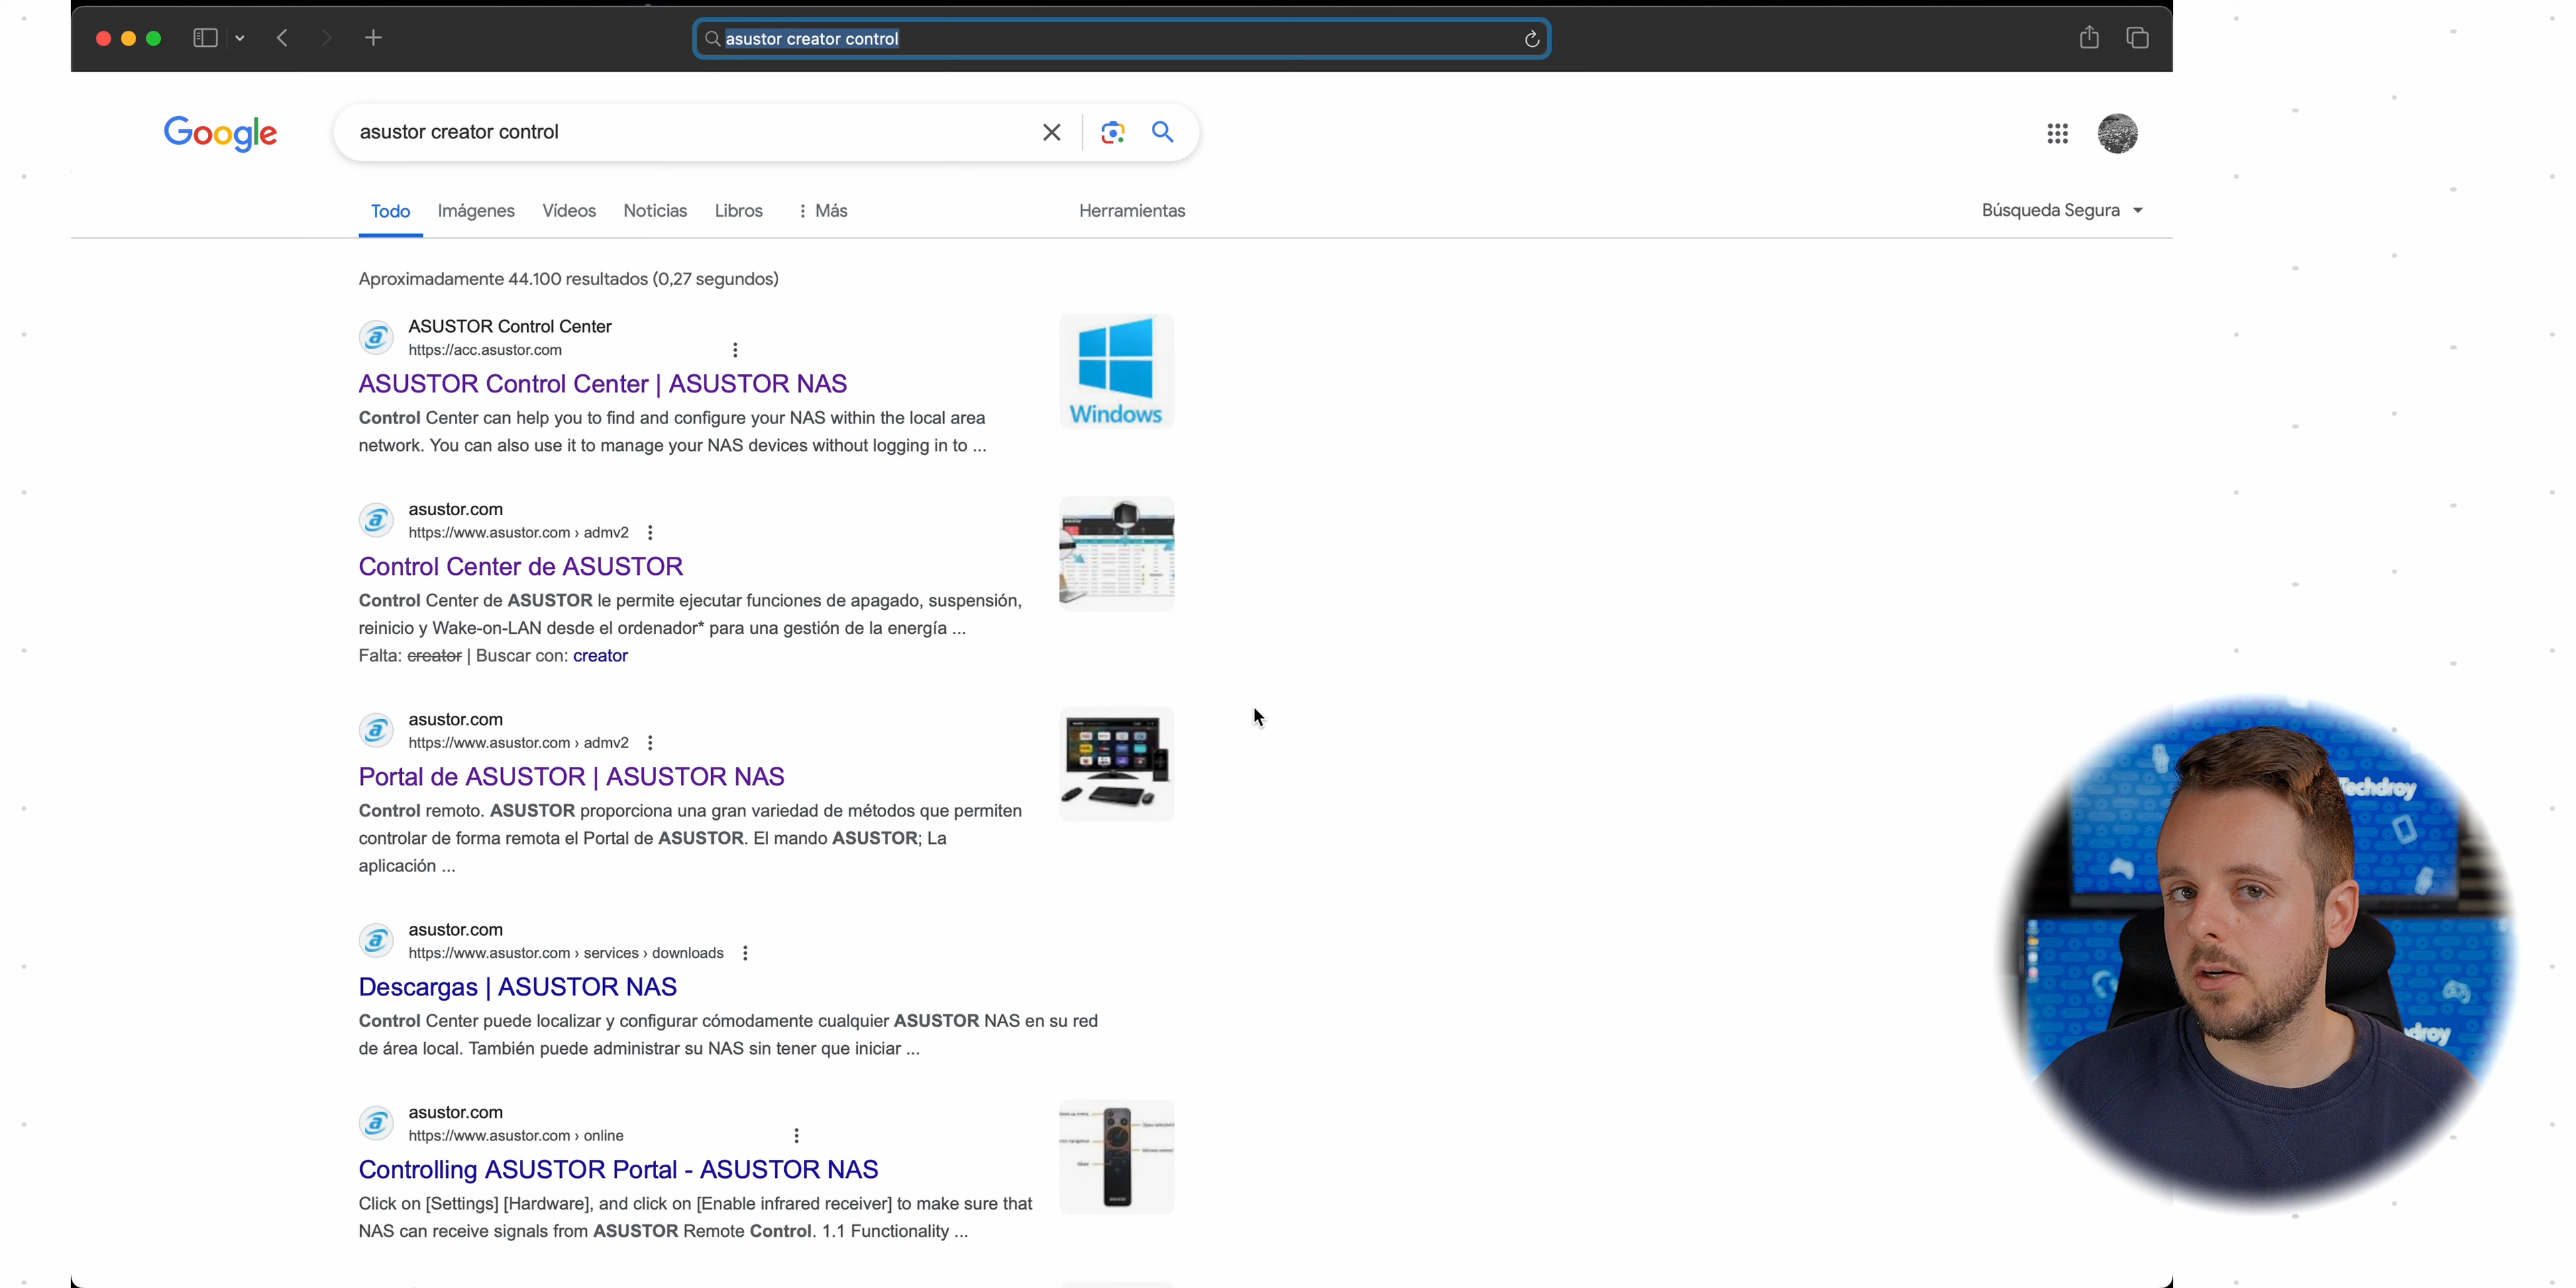 asustor creator control
Google
asustor creator control
Todo Imágenes Vídeos Noticias Libros Más Herramientas Búsqueda Segura
Aproximadamente 44.100 resultados (0,27 segundos)
ASUSTOR Control Center
https://acc.asustor.com
ASUSTOR Control Center | ASUSTOR NAS
Control Center can help you to find and configure your NAS within the local area
network. You can also use it to manage your NAS devices without logging in to ...
Windows
asustor.com
https://www.asustor.com › admv2
Control Center de ASUSTOR
Control Center de ASUSTOR le permite ejecutar funciones de apagado, suspensión,
reinicio y Wake-on-LAN desde el ordenador* para una gestión de la energía ...
Falta: creator | Buscar con: creator
asustor.com
https://www.asustor.com › admv2
Portal de ASUSTOR | ASUSTOR NAS
Control remoto. ASUSTOR proporciona una gran variedad de métodos que permiten
controlar de forma remota el Portal de ASUSTOR. El mando ASUSTOR; La
aplicación ...
asustor.com
https://www.asustor.com › services › downloads
Descargas | ASUSTOR NAS
Control Center puede localizar y configurar cómodamente cualquier ASUSTOR NAS en su red
de área local. También puede administrar su NAS sin tener que iniciar ...
asustor.com
https://www.asustor.com › online
Controlling ASUSTOR Portal - ASUSTOR NAS
Click on [Settings] [Hardware], and click on [Enable infrared receiver] to make sure that
NAS can receive signals from ASUSTOR Remote Control. 1.1 Functionality ...
Techdroy
droy